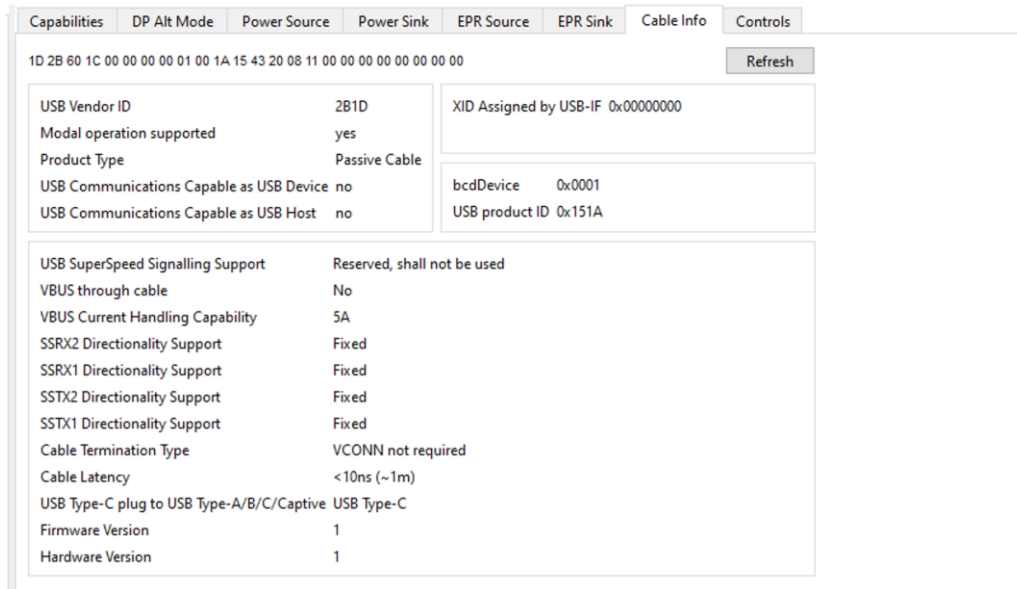 Capabilities DP Alt Mode Power Source Power Sink EPR Source EPR Sink Cable Info Controls
1D 2B 60 1C 00 00 00 00 01 00 1A 15 43 20 08 11 00 00 00 00 00 00 00 00 Refresh
USB Vendor ID 2B1D
Modal operation supported yes
Product Type Passive Cable
USB Communications Capable as USB Device no
USB Communications Capable as USB Host no
XID Assigned by USB-IF 0x00000000
bcdDevice 0x0001
USB product ID 0x151A
USB SuperSpeed Signalling Support Reserved, shall not be used
VBUS through cable No
VBUS Current Handling Capability 5A
SSRX2 Directionality Support Fixed
SSRX1 Directionality Support Fixed
SSTX2 Directionality Support Fixed
SSTX1 Directionality Support Fixed
Cable Termination Type VCONN not required
Cable Latency <10ns (~1m)
USB Type-C plug to USB Type-A/B/C/Captive USB Type-C
Firmware Version 1
Hardware Version 1